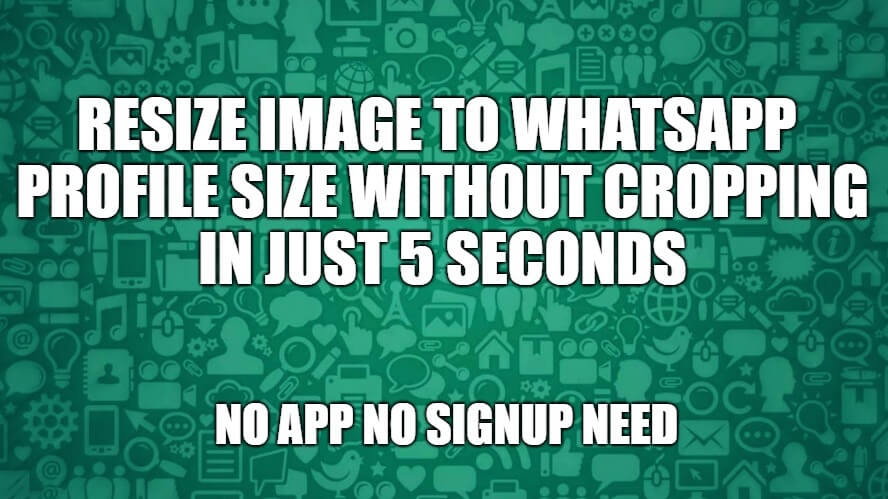 RESIZE IMAGE TO WHATSAPP
PROFILE SIZE WITHOUT CROPPING
IN JUST 5 SECONDS
NO APP NO SIGNUP NEED